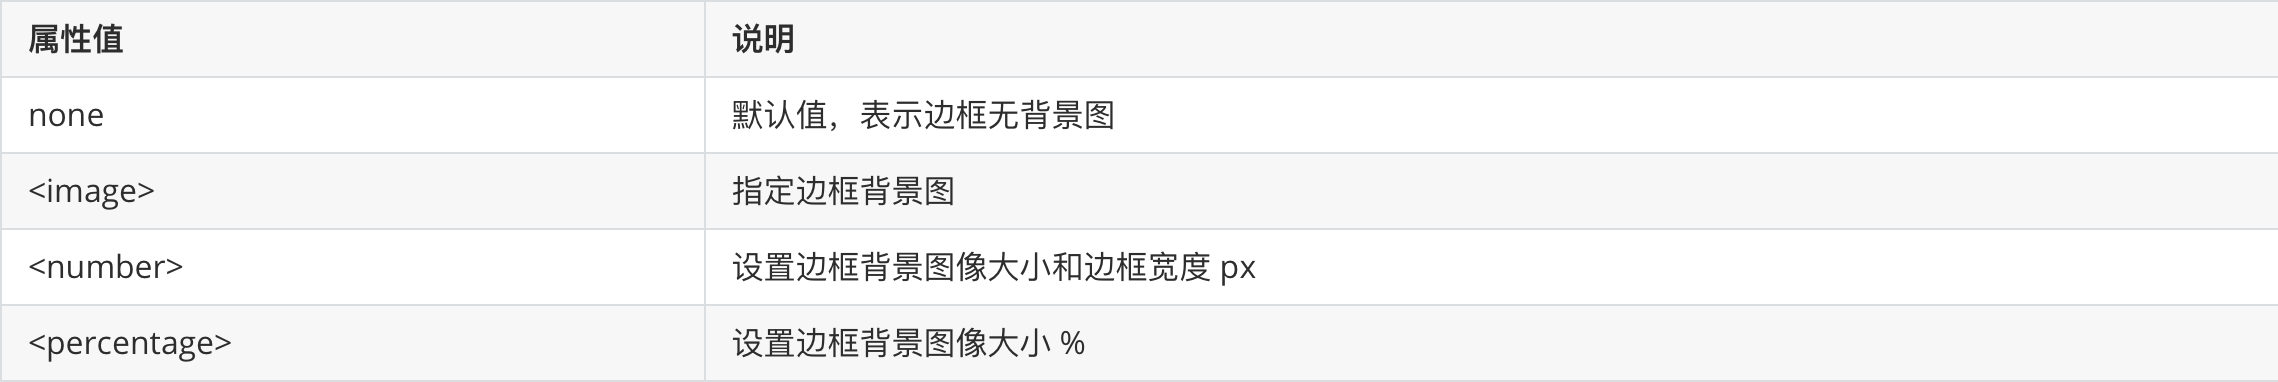 属性值 说明
none 默认值，表示边框无背景图
<image> 指定边框背景图
<number> 设置边框背景图像大小和边框宽度 px
<percentage> 设置边框背景图像大小 %